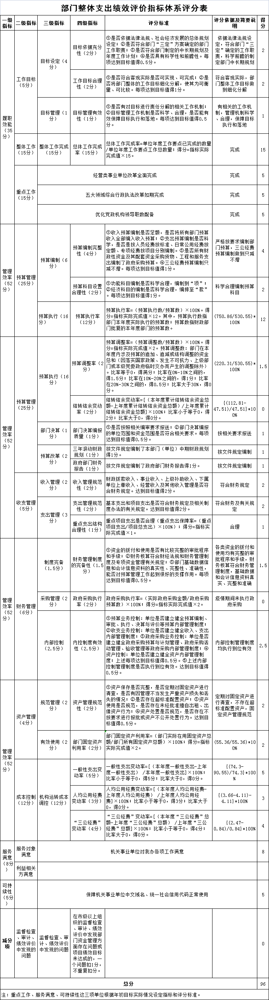 部门整体支出绩效评价指标体系评分表
一级指标
二级指标
三级指标
四级指标
评分标准
评分依据及简要说明
得分
履职效能（35分）
工作目标（5分）
目标设定（4分）
目标依据充分性（2分）
①是否依据法律法规、社会经济发展的总体规划
设定；②是否符合部门“三定”方案确定的部门
工作职责；③是否符合部门制定的中长期规划及
年度工作计划；④是否具有科学性和前瞻性。每
项达到目标值得0.5分。
依据法律法规设
定，符合部门“三
定”确定的工作职
责，科学前瞻的制
定部门中长期规划
2
工作目标合理性（2分）
①是否符合客观实际是否可实现、可完成；②是
否将部门整体的工作目标细化分解，使其为可衡
量、可比较。每项达到目标值得1分。
符合客观实际，部
门整体工作目标做
到细化分解
2
目标管理（1分）
目标管理有效性（1分）
①是否有对目标进行责任分解的相关工作机制；
②目标管理工作机制是否科学、合理，是否能有
效保障目标执行和落地。每项达到目标值得0.5
分。
有相关的工作机
制，管理机制科学
、合理，保障目标
执行和落地
1
整体工作（15分）
整体工作完成（15分）
总体工作完成率（15分）
总体工作完成率=单位年度工作要点已完成的数量
/单位年度工作要点工作总数量；得分=指标实际
完成值×15。
完成
15
重点工作（15分）
经营类事业单位改革全面完成
完成
5
五大领域综合行政执法改革如期完成
完成
5
优化党政机构领导职数配备
完成
5
管理效率（52分）
预算管理（25分）
预算编制（6分）
预算编制完整性（4分）
①收入预算编制是否足额，是否将所有部门预算
收入全部编入收入预算；②支出预算编制是否科
学，是否是按人员经费按标准、日常公用经费按
定额、专项经费按项目分别编制。③是否所有财
政性资金及其配套资金采购货物、工程和服务支
出编制了政府采购预算。④三公经费预算编制只
减不增。每项达到目标值得1分。
严格按要求编制部
门预算，三公经费
预算编制做到只减
不增
4
预算科目设置合理性（2分）
①功能科目编制是否科学合理，编制到“项”；
②经济科目的编制是否科学合理，编排至“款”
。每项达到目标值得1分。
科学合理编制预算
科目
2
预算执行（16分）
预算执行率（12分）
预算执行率=（预算执行数/预算数）×100%。得
分=指标实际完成值×12。其中，预算执行数指
部门本年度实际执行的预算数；预算数指财政部
门批复的本年度部门的预算数。
(750.86/530.55)*
100%
12
管理效率（52分）
预算管理（25分）
预算执行（16分）
预算调整率（2分）
预算调整率=（预算调整数/预算数）×100%。得
分=指标实际完成值×2。预算调整数：部门在本
年度内涉及预算的追加、追减或结构调整的资金
总和（因落实国家政策、发生不可抗力、上级部
门或本级党委政府临时交办而产生的调整除外）
。比率等于0，得满分；比率在0%-10%之间的，
得1.5分；比率在10%-20%之间的，得1分；比率
在20%-30%之间的，得0.5分；比率大于30%，得0
分。
(220.31/530.55)*
100%
1.5
结转结余变动率（2分）
结转结余变动率=[（本年度累计结转结余资金总
额-上年度累计结转结余资金总额）/上年度累计
结转结余资金总额]×100%；比率小于等于0，得
2分；比率大于0，得0分。
{(112.81-
47.51)/47.51}*10
0%
0
部门决算（1分）
部门决算编报质量（1分）
①是否按照相关编审要求报送；②部门决算编报
的单位范围和资金范围是否符合相关要求。每项
达到目标值得0.5分。
按相关要求报送
1
预算改革（2分）
三年滚动财政规划（1分）
按文件规定编制了本部门（单位）中期财政规划
得1分。
按文件规定编制
1
政府部门财务报告（1分）
按文件规定编制了政府部门财务报告得1分。
按文件规定编制
1
收支管理（5分）
收入管理（2分）
收入管理规范性（2分）
财政拨款收入、事业收入、上级补助收入、下属
单位上缴收入、经营收入及其他收入管理是否符
合财务规定。达到目标值得2分。
符合财务规定
2
支出管理（3分）
支出管理规范性（2分）
基本支出和项目支出是否符合财务规定及相关制
度办法的有关规定。达到目标值得2分。
符合财务及有关规
定
2
重点支出结构合理性（1分）
重点项目支出是否合理（重点支出保障率=（重点
项目支出/项目总支出）×100%）；得分=指标实
际完成值×1。
合理
1
管理效率（52分）
财务管理（6分）
制度完备（1.5分）
财务管理制度的完备性（1.5分）
①资金的拨付和使用是否有比较完整的审批程序
和手续；②财务核算符合财经法规和财务管理制
度及专项资金管理有关规定；③部门基础数据信
息和会计信息资料的真实性、完整性、准确性，
能否对预算管理工作起到很好的支撑作用。每项
达到目标值得0.5分。
各类资金的拨付和
使用均有完整的审
批程序和手续，财
务核算符合财务管
理制度，基础数据
和会计信息资料真
实、完整和准确
1.5
采购管理（2分）
政府采购执行率（2分）
政府采购执行率=（实际政府采购金额/政府采购
预算数）×100%；得分=指标实际完成值×2。
疫情期间未执行政
府采购
0
内部控制（2.5分）
内控制度有效性（2.5分）
①预算业务控制：单位是否建立健全预算编制、
审批、执行、决算与评价等预算内部管理制度；
②收支业务控制：单位是否建立健全收入、支出
内部管理制度；③政府采购业务控制：单位是否
建立健全政府采购预算与计划管理、政府采购活
动管理、验收管理等政府采购内部管理制度；④
资产控制：单位是否建立健全资产内部管理制
度；上述每项达到目标值得0.5分。⑤上述内部
控制管理制度是否执行到位有效。达到目标值得
0.5分。
内部控制管理制度
均执行到位有效
2.5
管理效率（52分）
资产管理（4分）
规范管理（2分）
资产管理规范性（2分）
①资产保存是否完整，是否定期对固定资产进行
清查，是否有因管理不当发生严重资产损失和丢
失的情况；②是否存在超标准配置资产；③资产
使用是否规范，是否存在未经批准擅自出租、出
借资产行为；④资产处置是否规范，是否存在不
按要求进行报批或资产不公开处置行为。达到目
标值得0.5分。
定期对固定资产进
行清查，不存在超
标准配置资产，固
定资产管理规范
2
有效使用（2分）
部门固定资产利用率（2分）
部门固定资产利用率=（部门实际在用固定资产总
额/部门所有固定资产总额）×100%；得分=指标
实际完成值×2。
(55.36/55.36)*10
0%
2
成本控制（12分）
机构运转成本调控（12分）
一般性支出变动率（5分）
一般性支出变动率=[（本年度一般性支出-上年
度一般性支出） /本年度一般性支出]×100%；
比率小于等于0，得5分；比率大于0，得0分。
{(74.3-
90.55)/74.3}*100
%
5
人均公用经费变动率（3分）
人均公用经费变动率=[（本年度人均公用经费-
上年度人均公用经费） /上年度人均公用经
费]×100%；比率小于等于0，得3分；比率大于
0，得0分。
{(3.66-4.11)-
4.11}*100%
3
“三公经费”变动率（4分）
“三公经费”变动率=[（本年度“三公经费”总
额-上年度“三公经费”总额） /上年度“三公
经费”总额]×100%；比率小于等于0，得4分；
比率大于0，得0分。
{(2.47-
0.84)/0.84}*100%
4
服务满意（8分）
服务对象满意
机关事业单位对我办各项工作满意
8
利益相关方满意
可持续性（5分）
保障机关事业单位中文域名、统一社会信用代码正常使用
5
减分项
监督检查、审计、绩效评价中发现的问题
监督检查、审计、绩效评价中发现的问题
在市级以上组织的监督检查、审计、绩效评价中发现部门资金管理方面存在问题或项目绩效目标未达成的，一个问题扣1分，不重复扣分。
0
总分
96
注：重点工作、服务满意、可持续性这三项单位根据年初目标实际情况设定指标和评分标准。